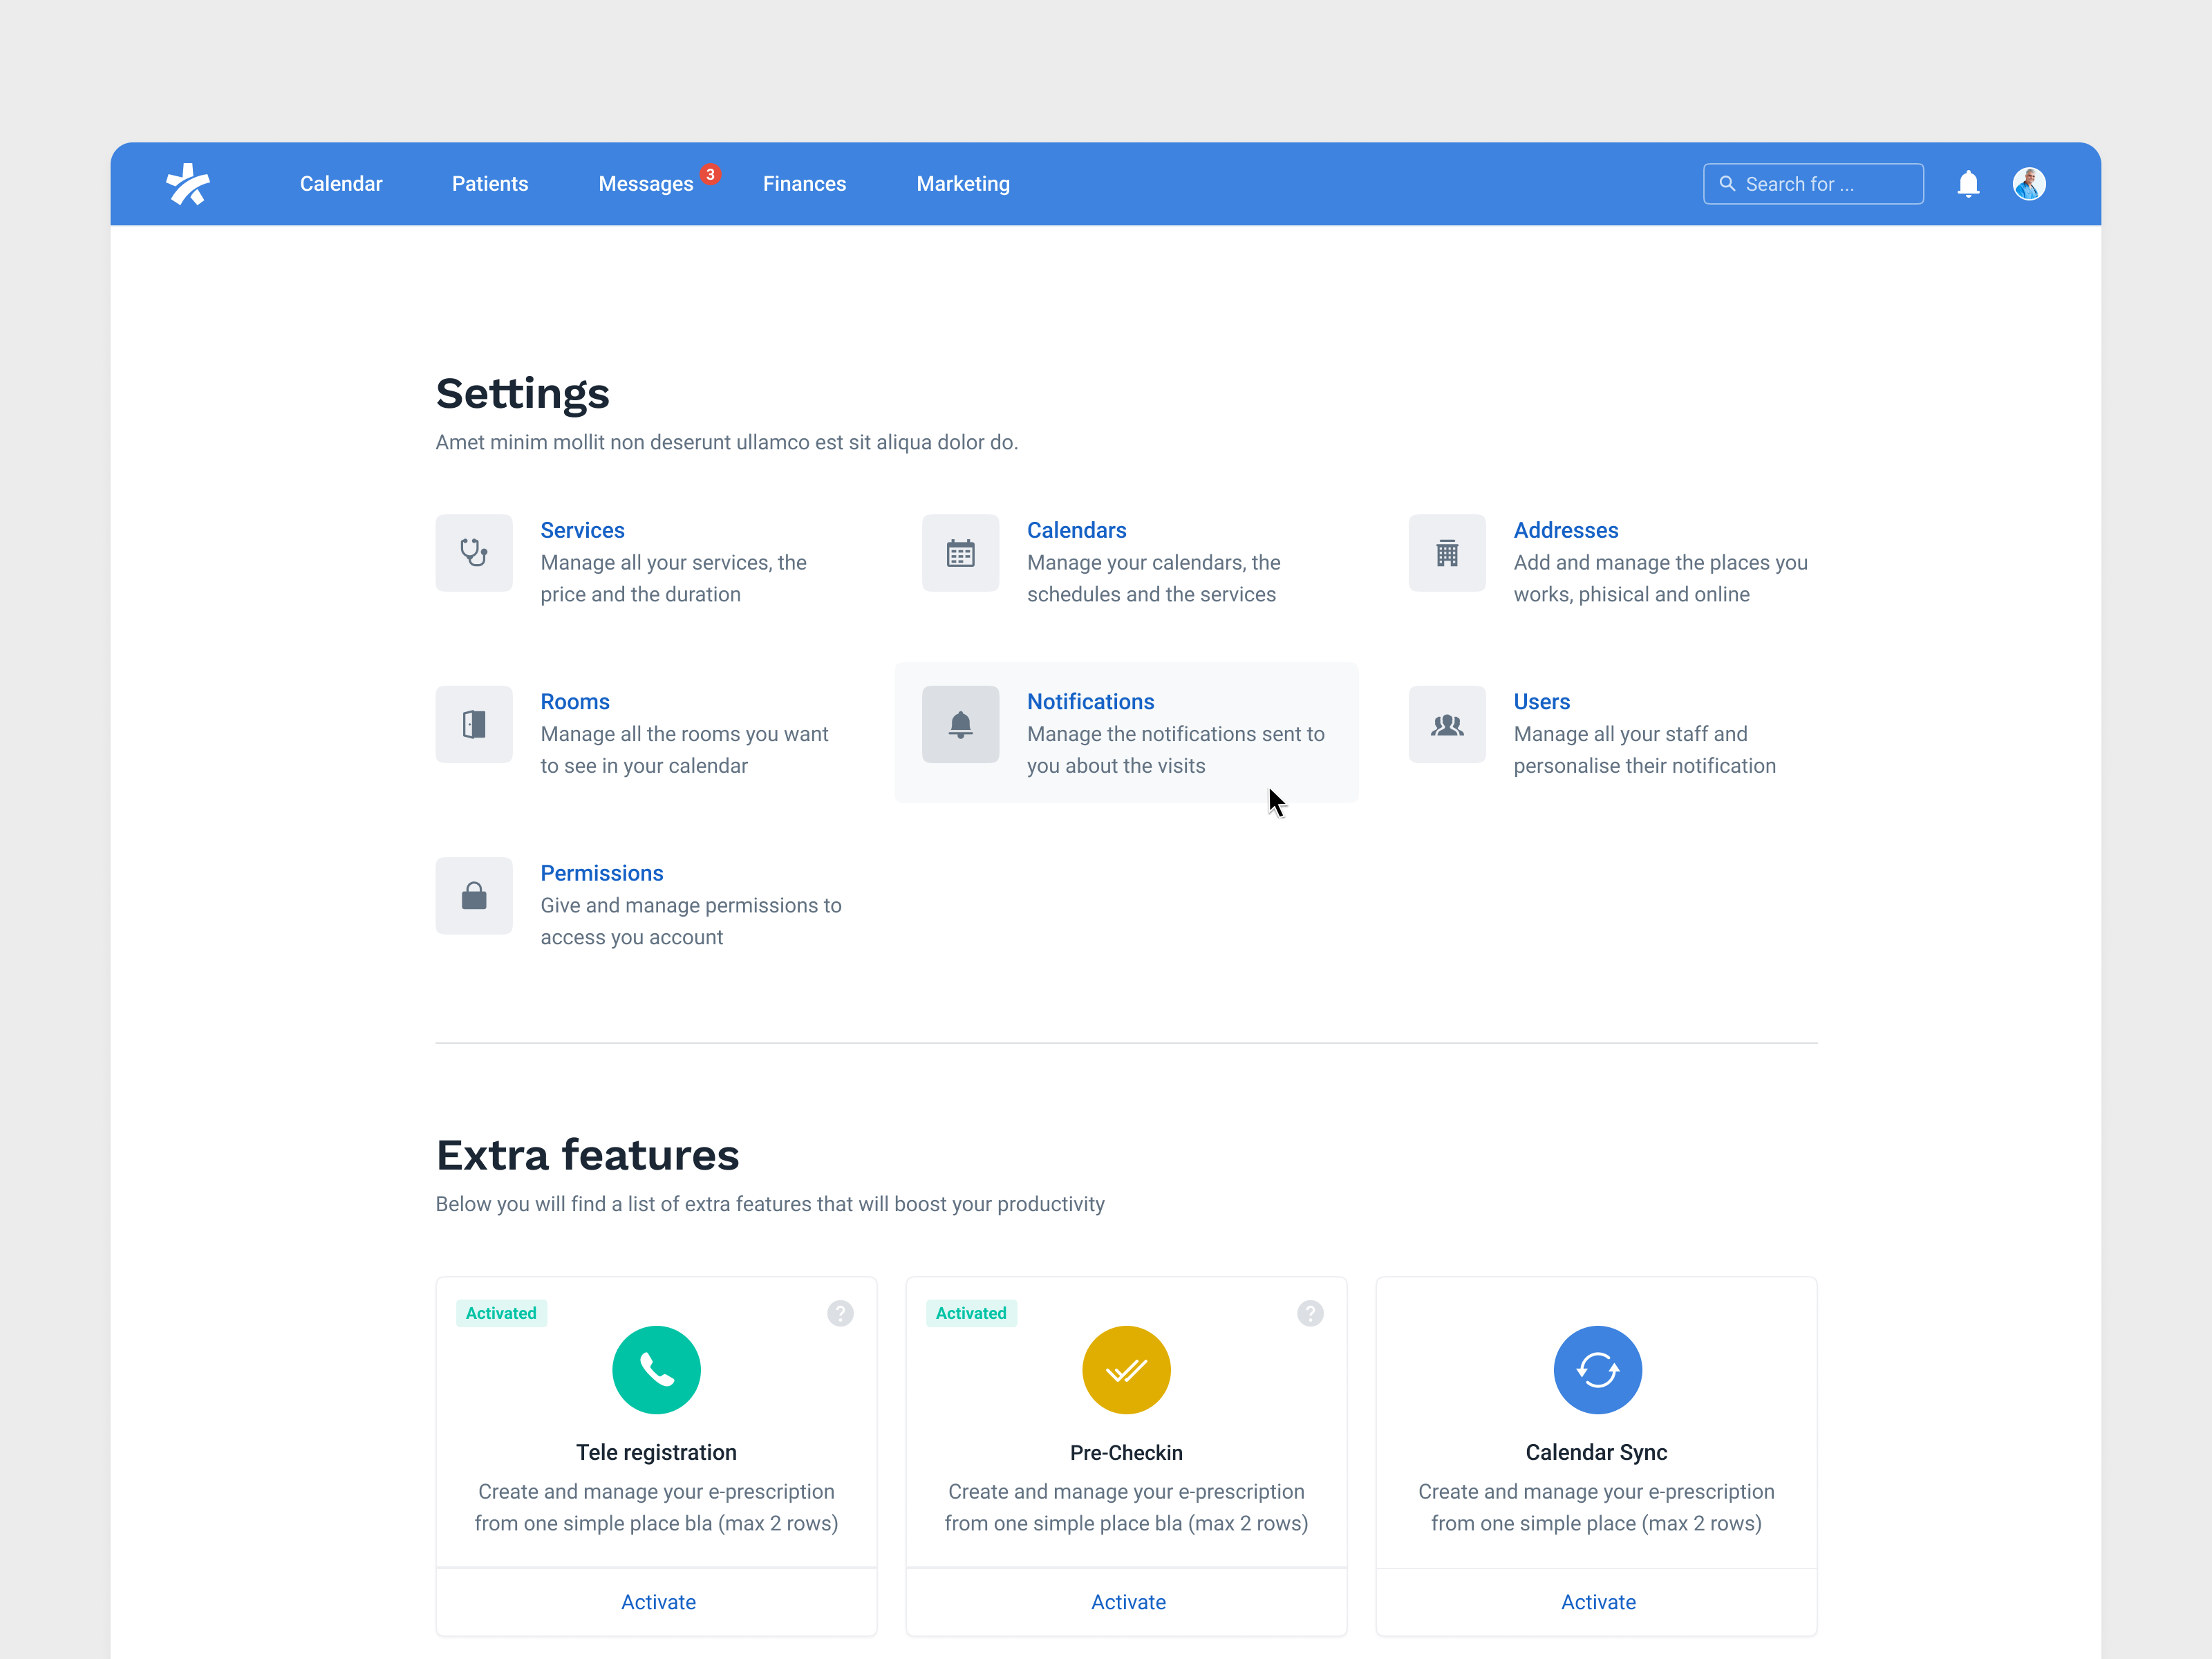 Calendar
Patients
Messages
3
Finances
Marketing
Search for ...
Settings
Amet minim mollit non deserunt ullamco est sit aliqua dolor do.
Services
Manage all your services, the
price and the duration
Calendars
Manage your calendars, the
schedules and the services
Addresses
Add and manage the places you
works, phisical and online
Rooms
Manage all the rooms you want
to see in your calendar
Notifications
Manage the notifications sent to
you about the visits
Users
Manage all your staff and
personalise their notification
Permissions
Give and manage permissions to
access you account
Extra features
Below you will find a list of extra features that will boost your productivity
Activated
?
Tele registration
Create and manage your e-prescription
from one simple place bla (max 2 rows)
Activate
Activated
?
Pre-Checkin
Create and manage your e-prescription
from one simple place bla (max 2 rows)
Activate
Calendar Sync
Create and manage your e-prescription
from one simple place (max 2 rows)
Activate